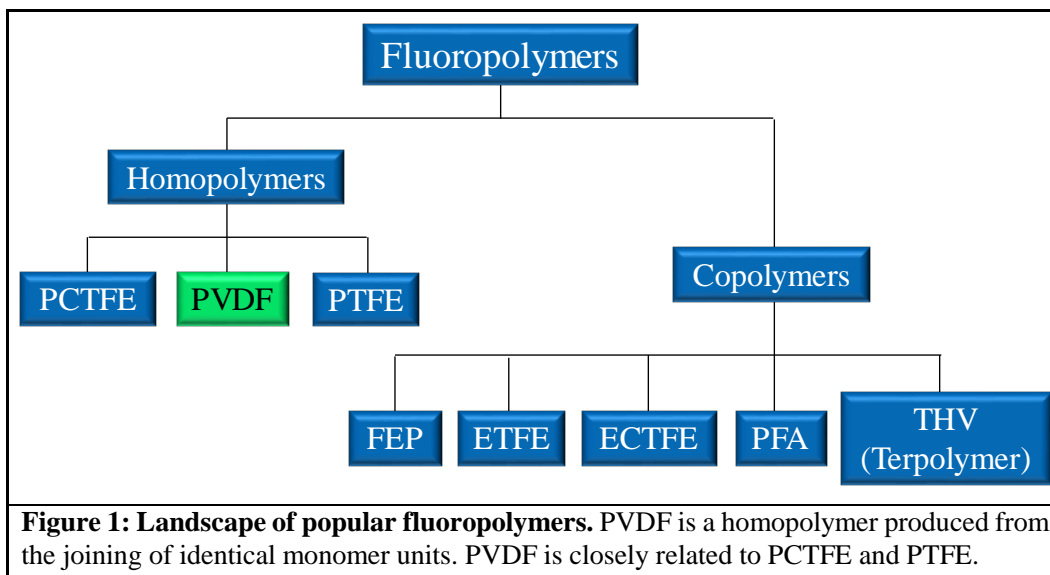 Fluoropolymers
Homopolymers
PCTFE
PVDF
PTFE
Copolymers
FEP
ETFE
ECTFE
PFA
THV
(Terpolymer)
Figure 1: Landscape of popular fluoropolymers. PVDF is a homopolymer produced from
the joining of identical monomer units. PVDF is closely related to PCTFE and PTFE.